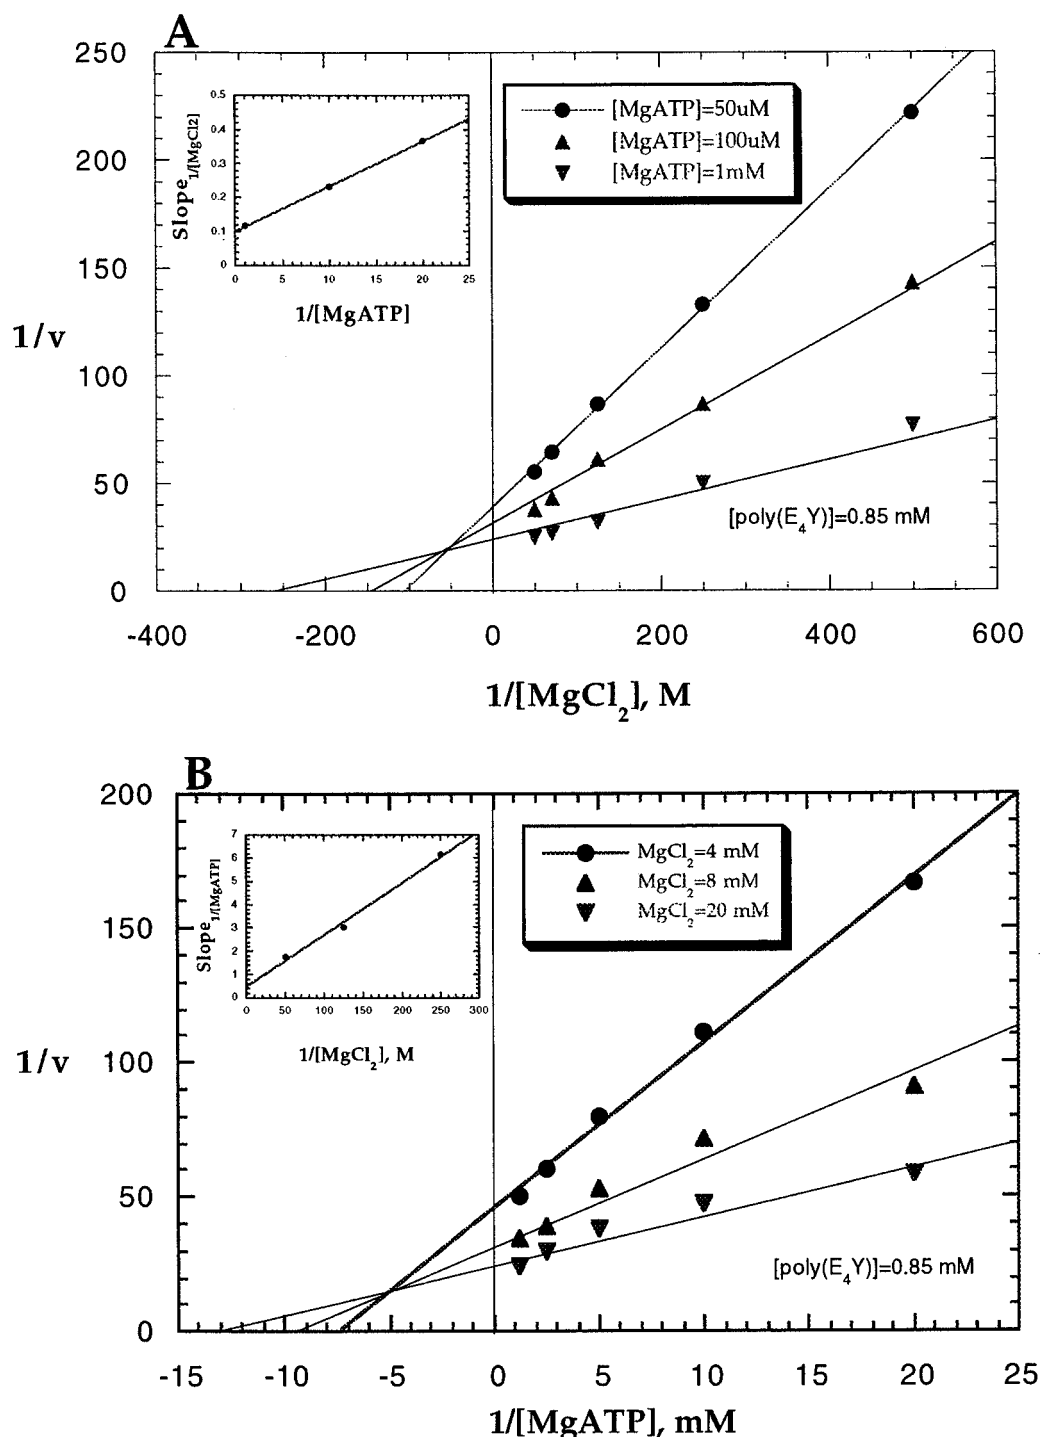 A
250
200
150
100
50
0
1/v
-400
-200
0
200
400
600
1/[MgCl2], M
[MgATP]=50uM
[MgATP]=100uM
[MgATP]=1mM
[poly(E4Y)]=0.85 mM
Slope1/[MgCl2]
0.5
0.4
0.3
0.2
0.1
0
0
5
10
15
20
25
1/[MgATP]
B
200
150
100
50
0
1/v
-15
-10
-5
0
5
10
15
20
25
1/[MgATP], mM
MgCl2=4 mM
MgCl2=8 mM
MgCl2=20 mM
[poly(E4Y)]=0.85 mM
Slope1/[MgATP]
7
6
5
4
3
2
1
0
0
50
100
150
200
250
300
1/[MgCl2], M